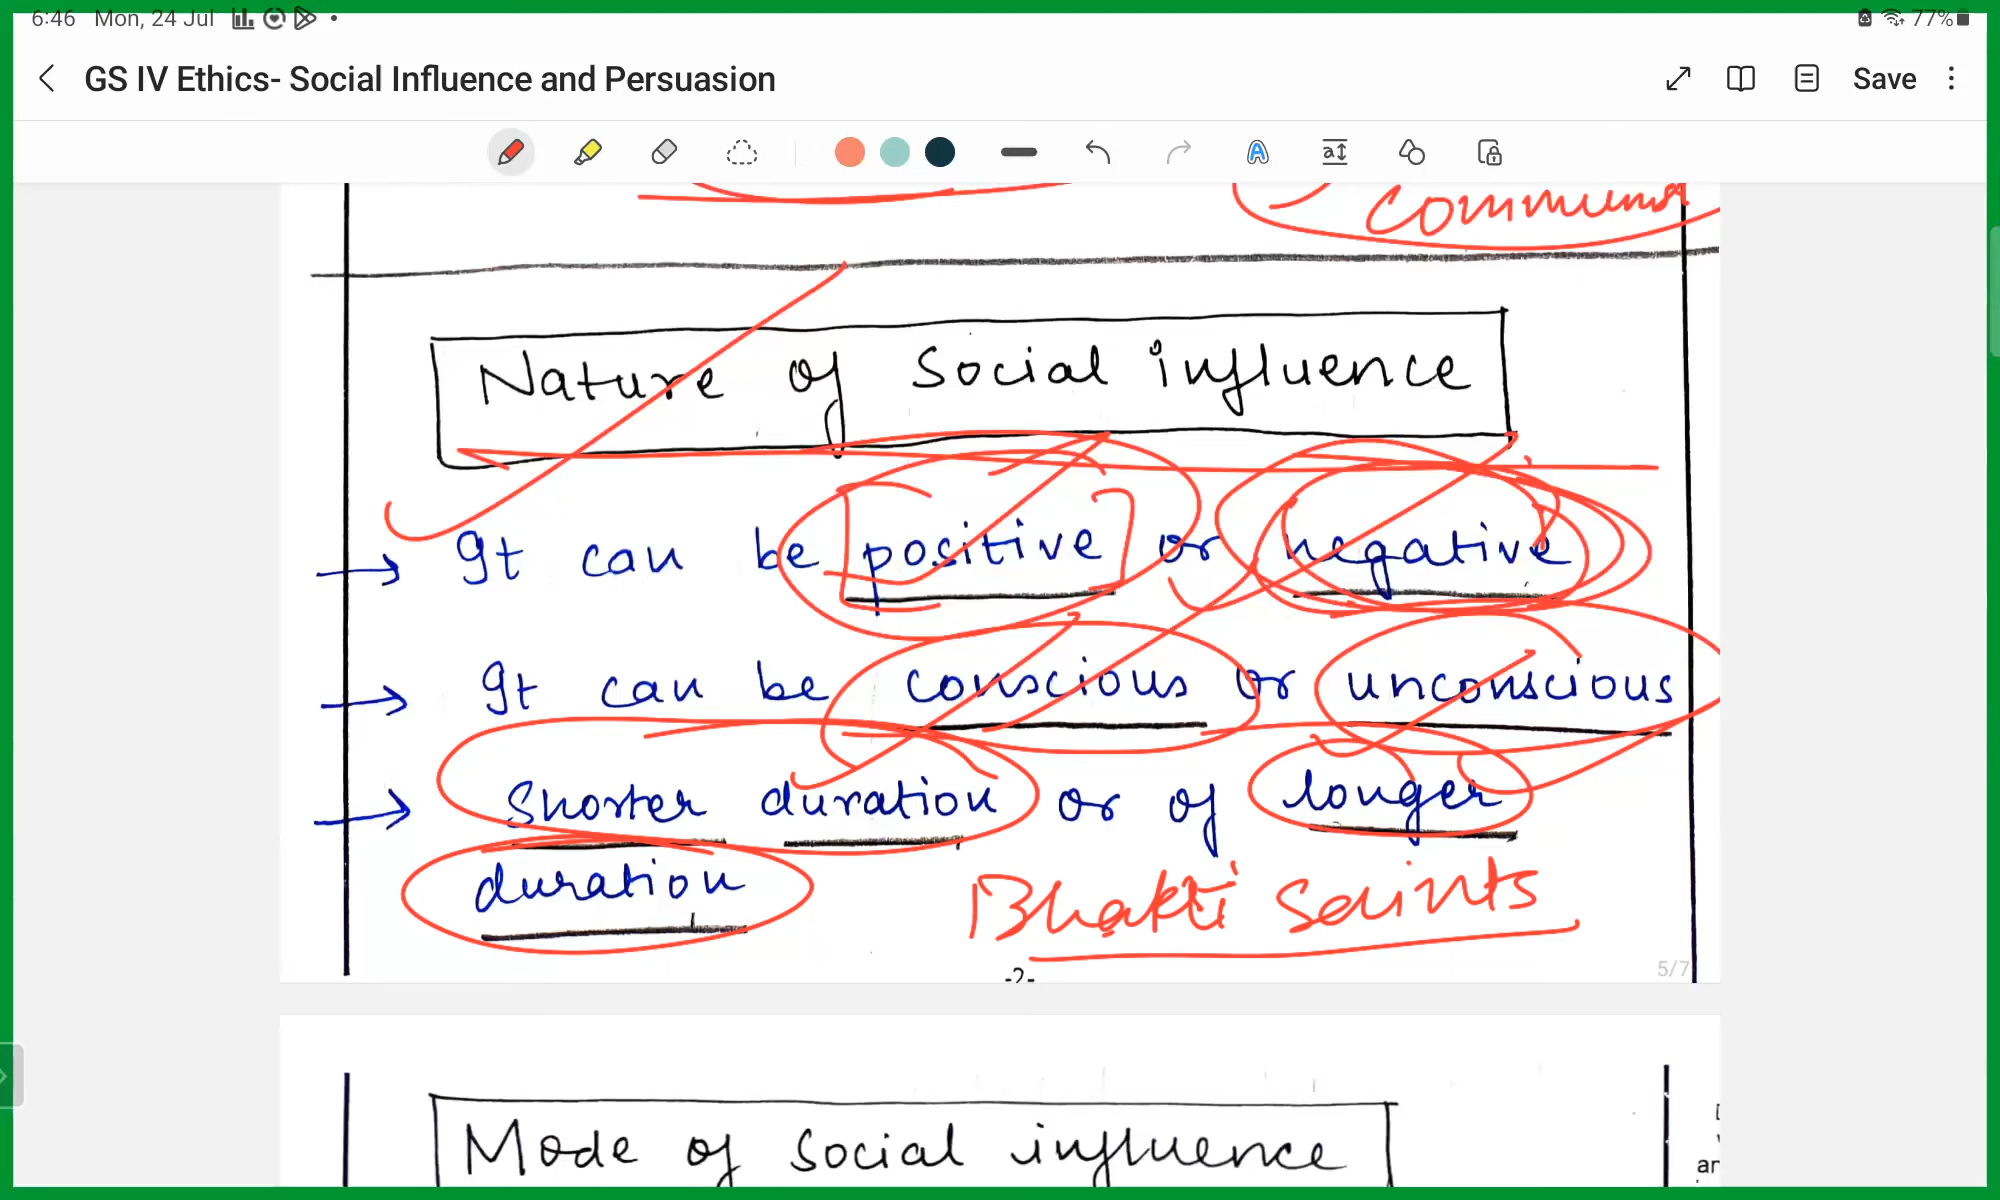 6:46 Mon, 24 Jul 77%
GS IV Ethics- Social Influence and Persuasion Save
Nature of Social influence
→ It can be positive or negative
→ It can be conscious or unconscious
→ Shorter duration or of longer
duration
Bhakti Saints
-2-
5/7
Mode of social influence